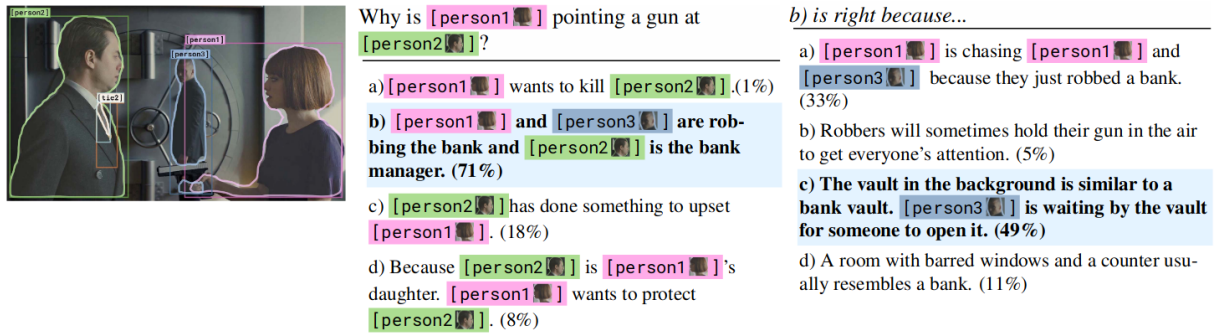 [person2]
[person1]
[person3]
[tie2]
Why is [person1] pointing a gun at
[person2]?
a) [person1] wants to kill [person2].(1%)
b) [person1] and [person3] are rob-
bing the bank and [person2] is the bank
manager. (71%)
c) [person2] has done something to upset
[person1]. (18%)
d) Because [person2] is [person1]'s
daughter. [person1] wants to protect
[person2]. (8%)
b) is right because...
a) [person1] is chasing [person1] and
[person3] because they just robbed a bank.
(33%)
b) Robbers will sometimes hold their gun in the air
to get everyone's attention. (5%)
c) The vault in the background is similar to a
bank vault. [person3] is waiting by the vault
for someone to open it. (49%)
d) A room with barred windows and a counter usu-
ally resembles a bank. (11%)